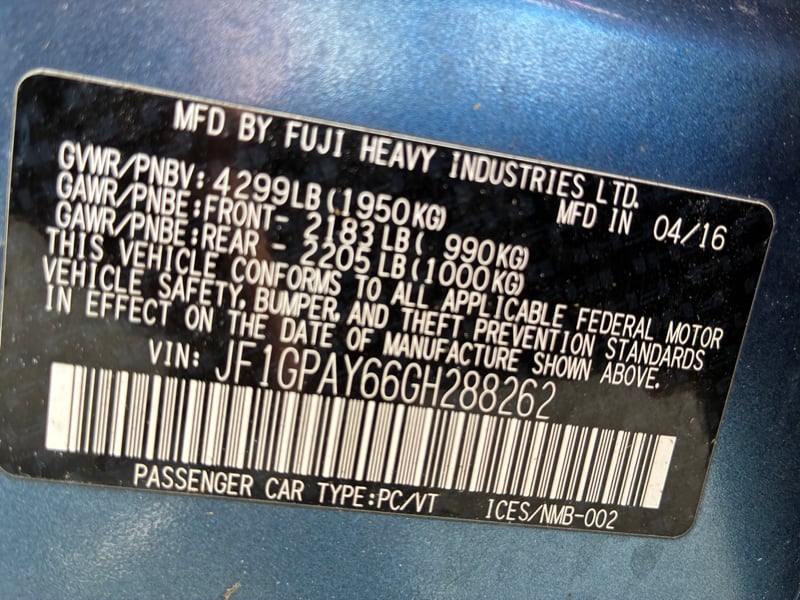 MFD BY FUJI HEAVY INDUSTRIES LTD.
GVWR/PNBV: 4299LB(1950KG) MFD IN 04/16
GAWR/PNBE:FRONT- 2183LB( 990KG)
GAWR/PNBE:REAR - 2205LB(1000KG)
THIS VEHICLE CONFORMS TO ALL APPLICABLE FEDERAL MOTOR
VEHICLE SAFETY, BUMPER, AND THEFT PREVENTION STANDARDS
IN EFFECT ON THE DATE OF MANUFACTURE SHOWN ABOVE.
VIN: JF1GPAY66GH288262
PASSENGER CAR TYPE:PC/VT ICES/NMB-002